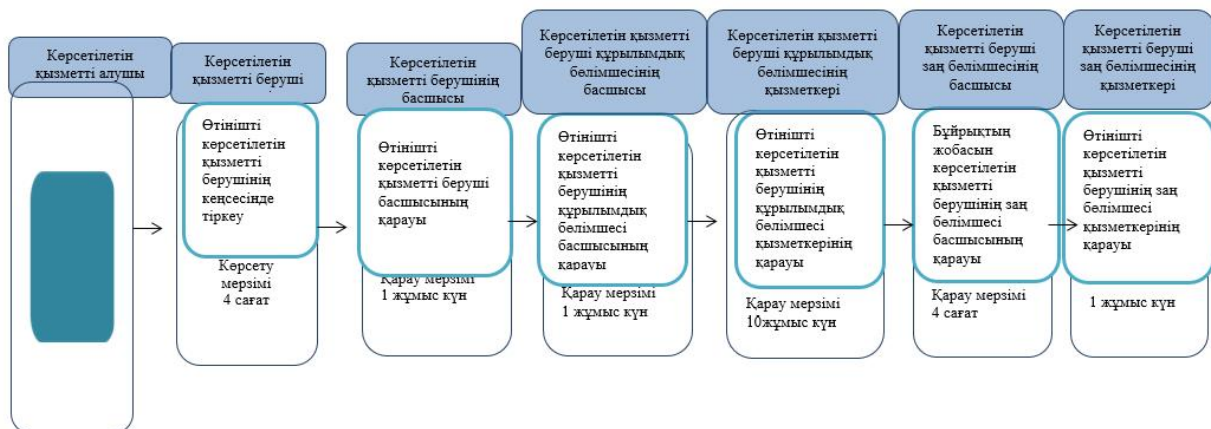 Көрсетілетін
қызметті алушы
Көрсетілетін
қызметті беруші
Өтінішті
көрсетілетін
қызметті
берушінің
кеңсесінде
тіркеу
Көрсету
мерзімі
4 сағат
Көрсетілетін
қызметті берушінің
басшысы
Өтінішті
көрсетілетін
қызметті беруші
басшысының
қарауы
Қарау мерзімі
1 жұмыс күн
Көрсетілетін қызметті
беруші құрылымдық
бөлімшесінің
басшысы
Өтінішті
көрсетілетін
қызметті
берушінің
құрылымдық
бөлімшесі
басшысының
қарауы
Қарау мерзімі
1 жұмыс күн
Көрсетілетін қызметті
беруші құрылымдық
бөлімшесінің
қызметкері
Өтінішті
көрсетілетін
қызметті
берушінің
құрылымдық
бөлімшесі
қызметкерінің
қарауы
Қарау мерзімі
10жұмыс күн
Көрсетілетін
қызметті беруші
заң бөлімшесінің
басшысы
Бұйрықтың
жобасын
көрсетілетін
қызметті
берушінің заң
бөлімшесі
басшысының
қарауы
Қарау мерзімі
4 сағат
Көрсетілетін
қызметті беруші
заң бөлімшесінің
қызметкері
Өтінішті
көрсетілетін
қызметті
берушінің заң
бөлімшесі
қызметкерінің
қарауы
1 жұмыс күн